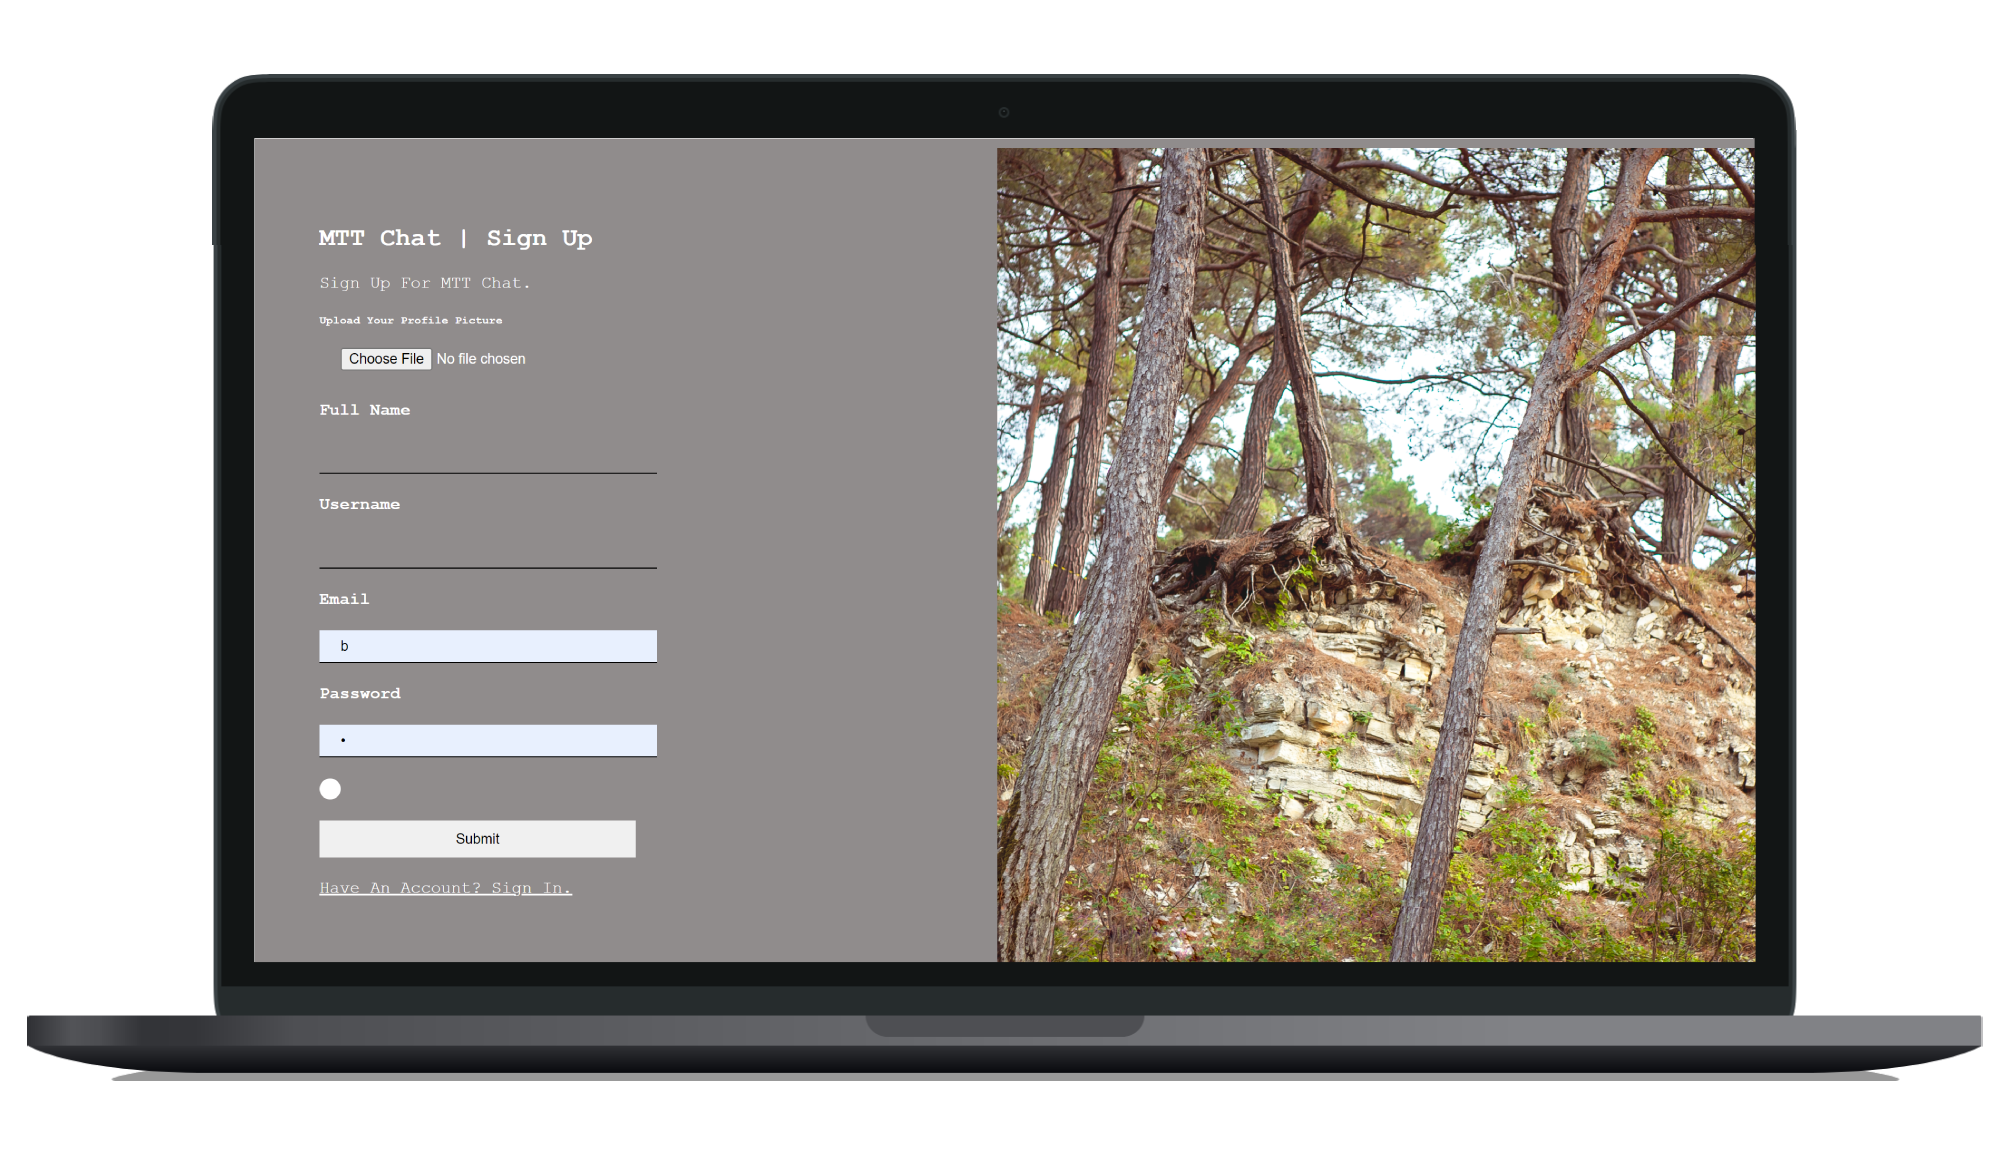 MTT Chat | Sign Up
Sign Up For MTT Chat.
Upload Your Profile Picture
Choose File No file chosen
Full Name
Username
Email
b
Password
•
Submit
Have An Account? Sign In.